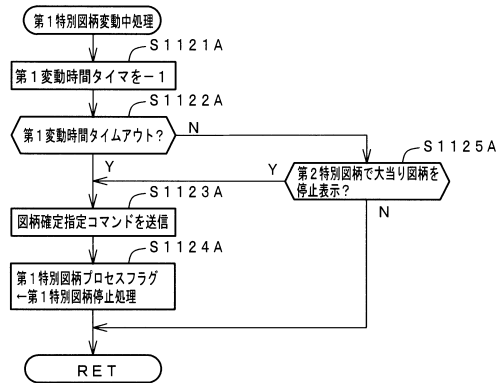 第1特別図柄変動中処理
S1121A
第1変動時間タイマを－1
S1122A
第1変動時間タイムアウト？
N
S1125A
第2特別図柄で大当り図柄を
停止表示？
Y
Y
N
S1123A
図柄確定指定コマンドを送信
S1124A
第1特別図柄プロセスフラグ
←第1特別図柄停止処理
RET